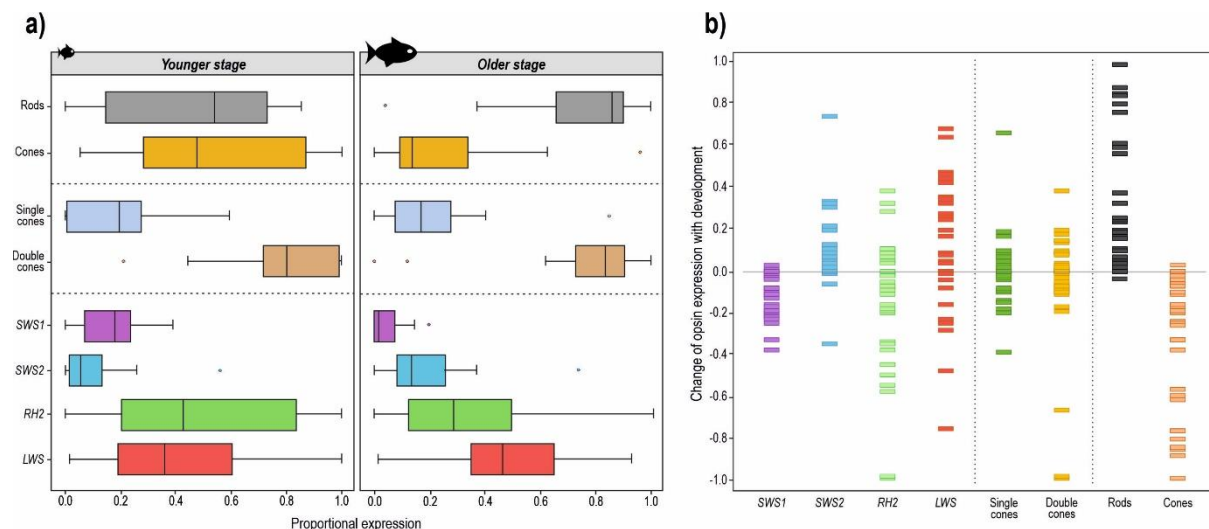 a)
Younger stage
Older stage
Rods
Cones
Single
cones
Double
cones
SWS1
SWS2
RH2
LWS
0.0 0.2 0.4 0.6 0.8 1.0
0.0 0.2 0.4 0.6 0.8 1.0
Proportional expression
b)
Change of opsin expression with development
1.0
0.8
0.6
0.4
0.2
0.0
-0.2
-0.4
-0.6
-0.8
-1.0
SWS1 SWS2 RH2 LWS Single cones Double cones Rods Cones